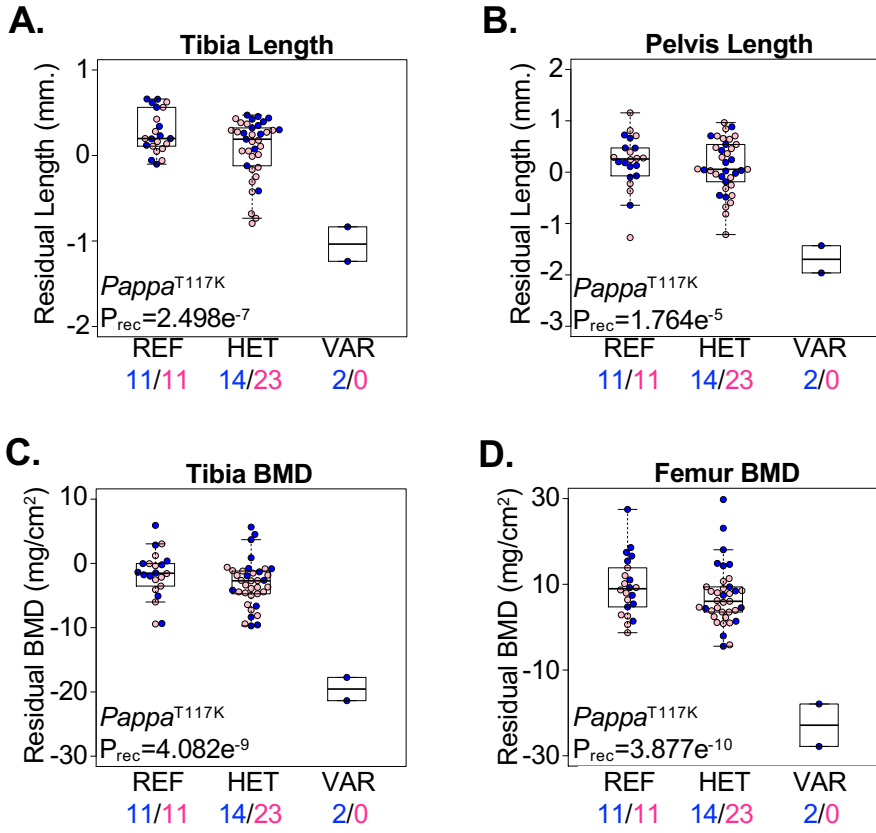 A.
Tibia Length
Residual Length (mm.)
1
0
-1
-2
Pappa^T117K
P_rec=2.498e^-7
REF HET VAR
11/11 14/23 2/0
B.
Pelvis Length
Residual Length (mm.)
2
1
0
-1
-2
-3
Pappa^T117K
P_rec=1.764e^-5
REF HET VAR
11/11 14/23 2/0
C.
Tibia BMD
Residual BMD (mg/cm²)
10
0
-10
-20
-30
Pappa^T117K
P_rec=4.082e^-9
REF HET VAR
11/11 14/23 2/0
D.
Femur BMD
Residual BMD (mg/cm²)
30
10
-10
-30
Pappa^T117K
P_rec=3.877e^-10
REF HET VAR
11/11 14/23 2/0